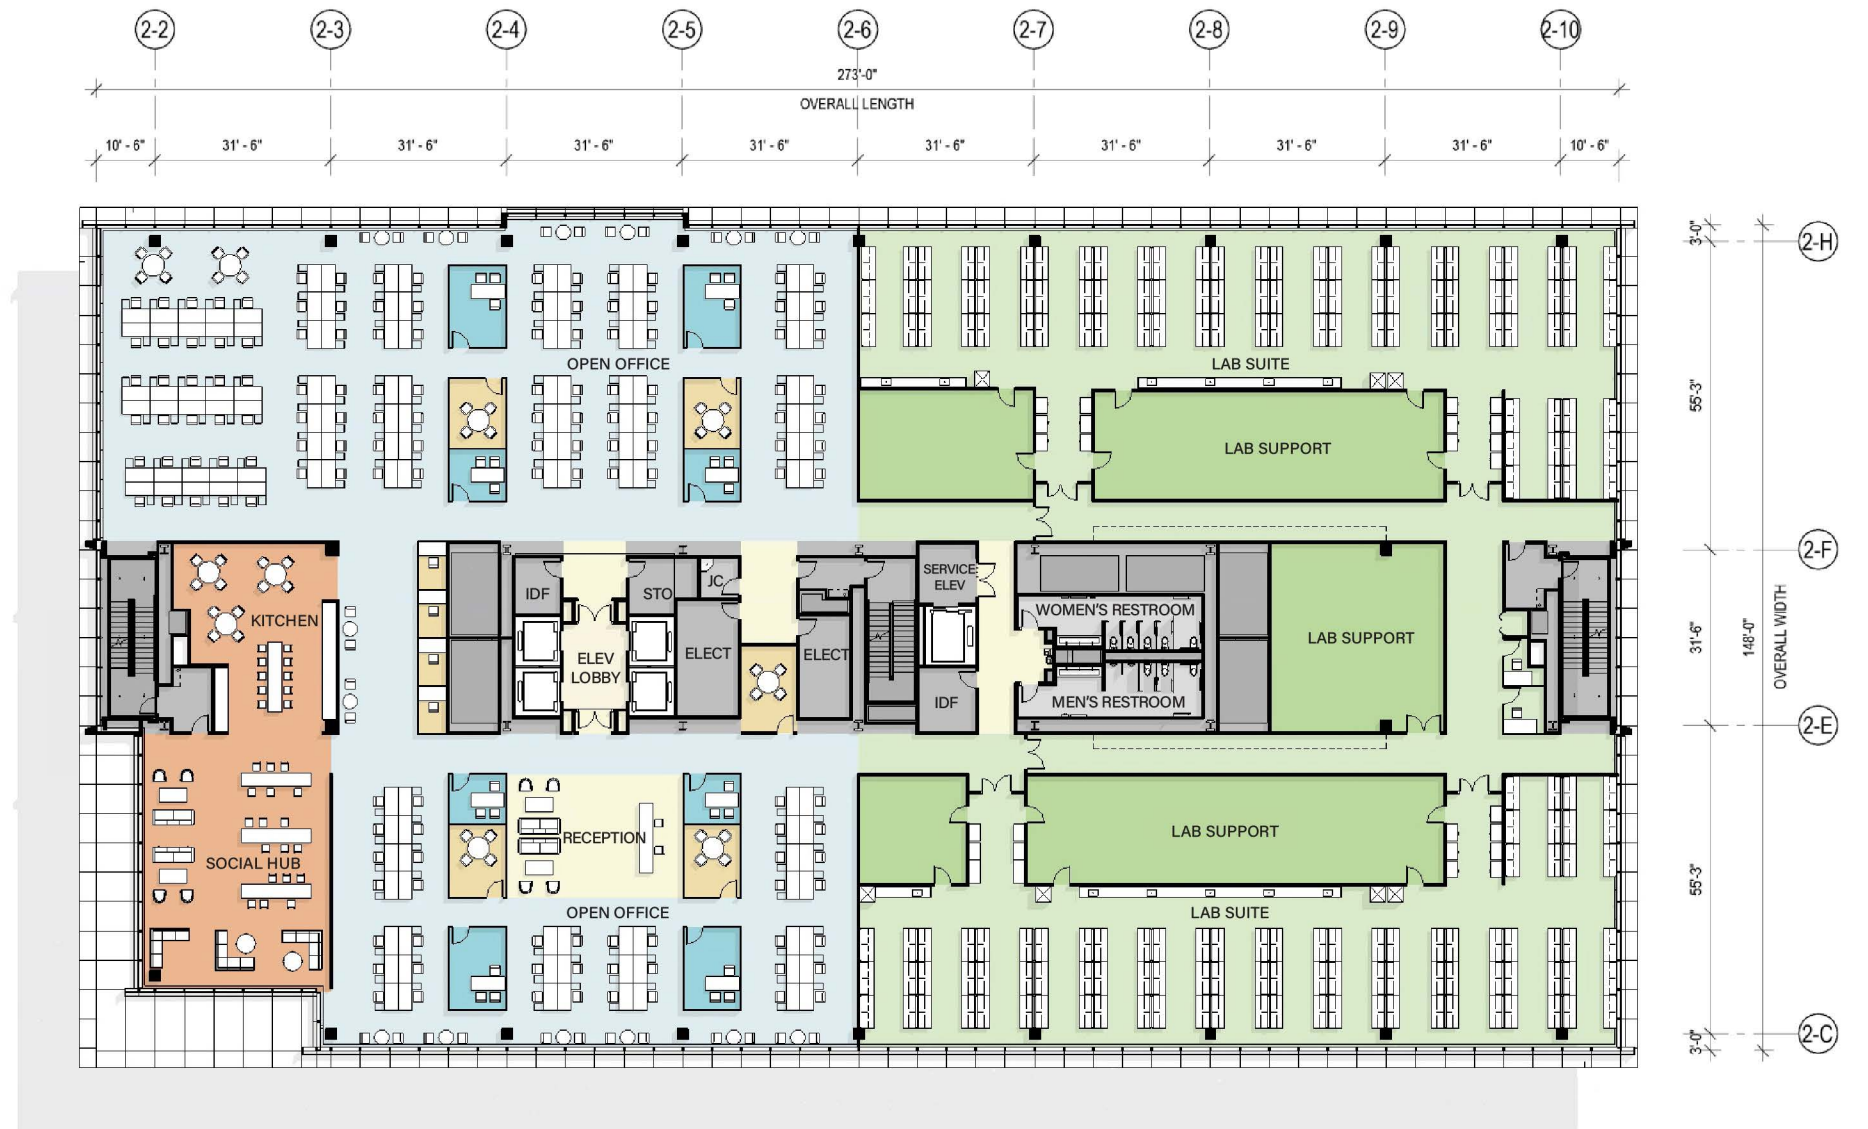 2-2 2-3 2-4 2-5 2-6 2-7 2-8 2-9 2-10
273'-0"
OVERALL LENGTH
10' - 6" 31' - 6" 31' - 6" 31' - 6" 31' - 6" 31' - 6" 31' - 6" 31' - 6" 31' - 6" 10' - 6"
3'-0"
2-H
OPEN OFFICE
LAB SUITE
55'-3"
LAB SUPPORT
2-F
SERVICE
ELEV
JC
IDF
STO
WOMEN'S RESTROOM
KITCHEN
LAB SUPPORT
31'-6"
148'-0"
OVERALL WIDTH
ELECT
ELECT
ELEV
LOBBY
IDF
MEN'S RESTROOM
2-E
RECEPTION
LAB SUPPORT
SOCIAL HUB
55'-3"
OPEN OFFICE
LAB SUITE
3'-0"
2-C